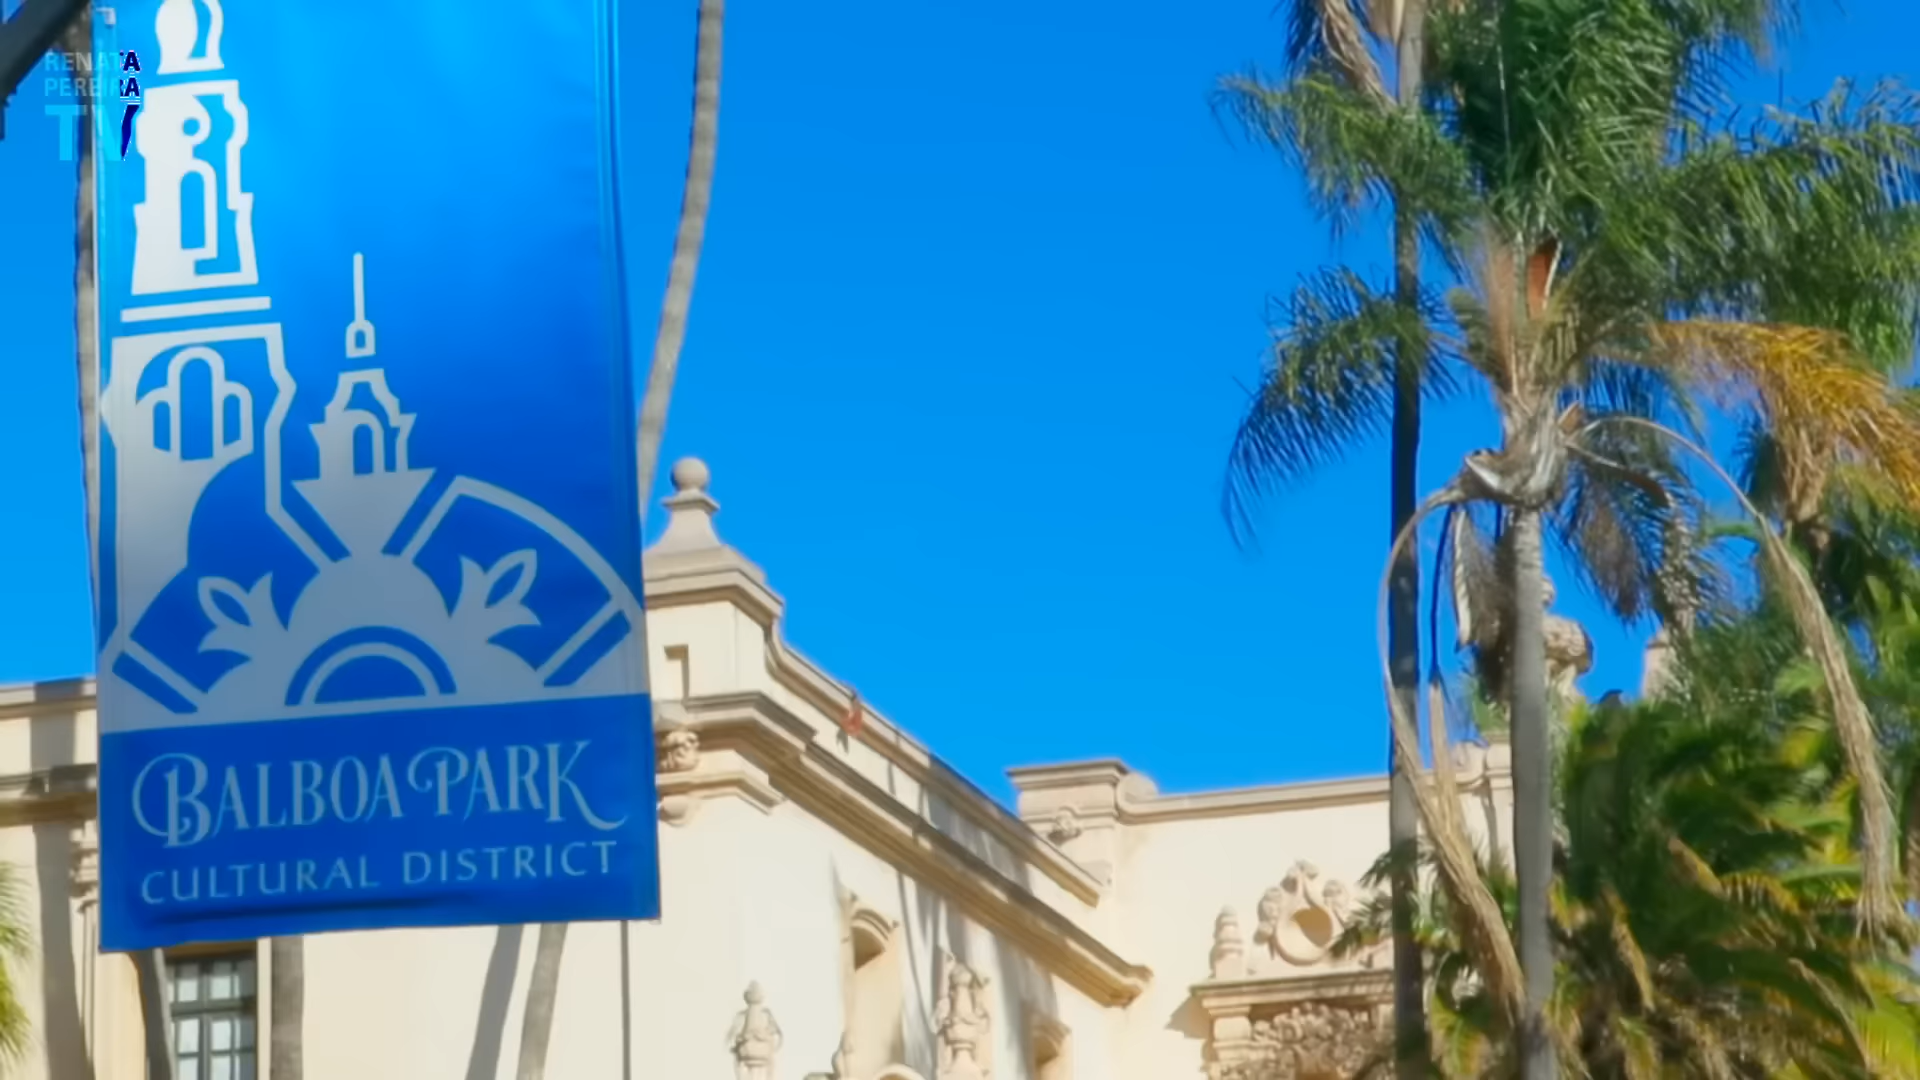 RENATA
PEREIRA
TV
BALBOA PARK
CULTURAL DISTRICT